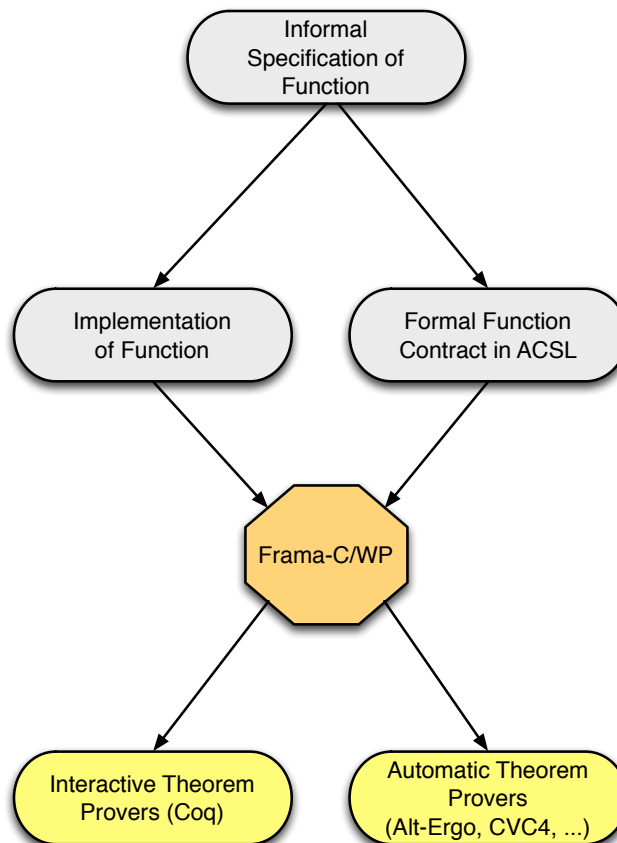 Informal
Specification of
Function
Implementation
of Function
Formal Function
Contract in ACSL
Frama-C/WP
Interactive Theorem
Provers (Coq)
Automatic Theorem
Provers
(Alt-Ergo, CVC4, ...)